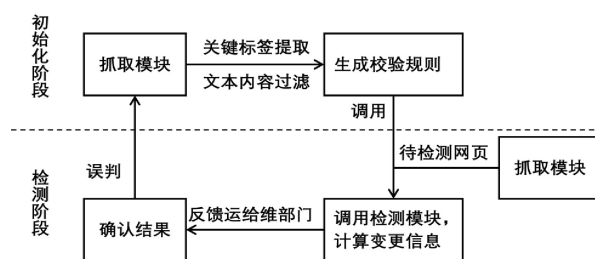 初始化阶段
抓取模块
关键标签提取
文本内容过滤
生成校验规则
调用
待检测网页
抓取模块
检测阶段
误判
确认结果
反馈运给维部门
调用检测模块，
计算变更信息